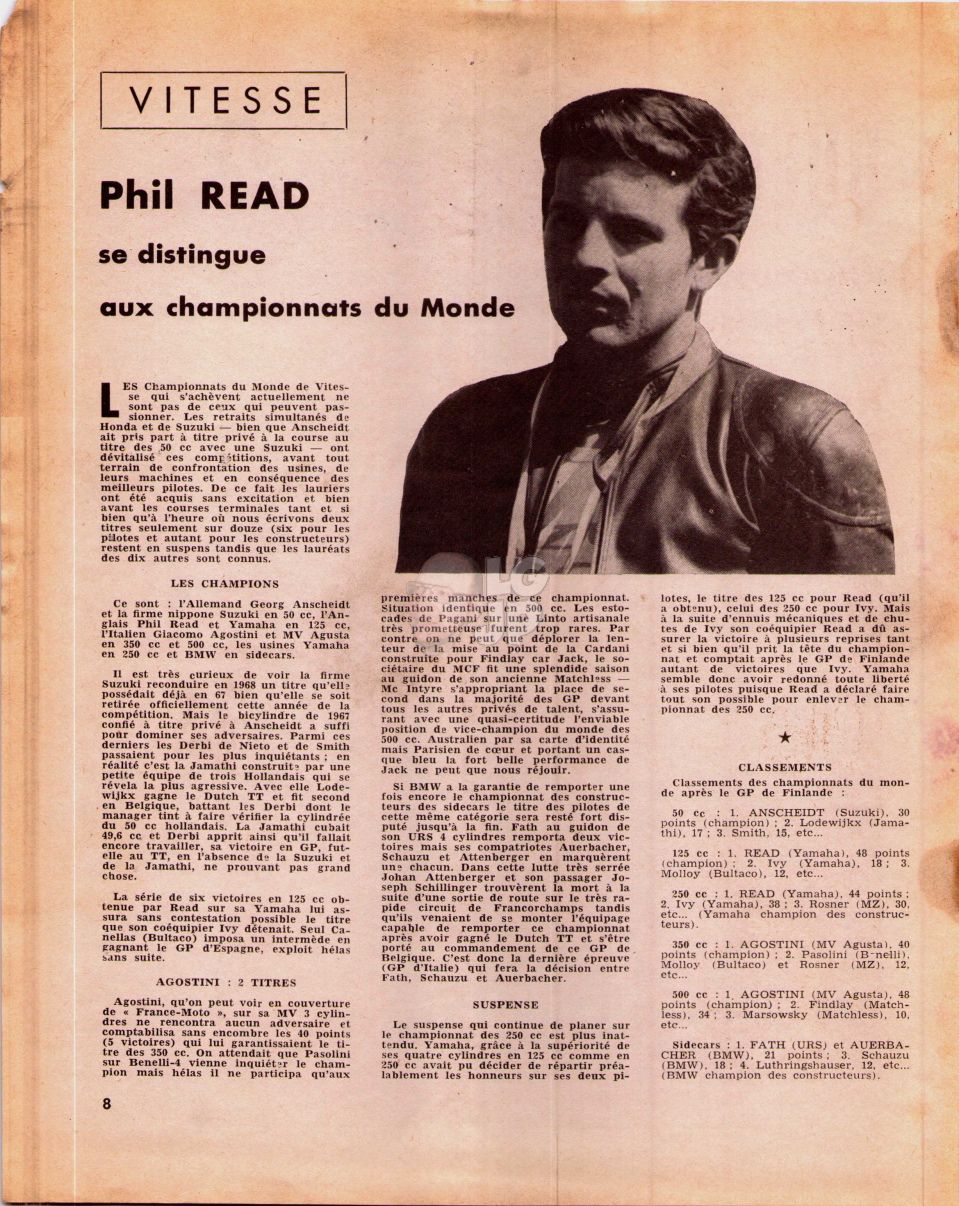 VITESSE
Phil READ
se distingue
aux championnats du Monde
LES Championnats du Monde de Vites-
se qui s'achèvent actuellement ne
sont pas de ceux qui peuvent pas-
sionner. Les retraits simultanés de
Honda et de Suzuki — bien que Anscheidt
ait pris part à titre privé à la course au
titre des 50 cc avec une Suzuki — ont
dévitalisé ces compétitions, avant tout
terrain de confrontation des usines, de
leurs machines et en conséquence des
meilleurs pilotes. De ce fait les lauriers
ont été acquis sans excitation et bien
avant les courses terminales tant et si
bien qu'à l'heure où nous écrivons deux
titres seulement sur douze (six pour les
pilotes et autant pour les constructeurs)
restent en suspens tandis que les lauréats
des dix autres sont connus.
LES CHAMPIONS
Ce sont : l'Allemand Georg Anscheidt
et la firme nippone Suzuki en 50 cc, l'An-
glais Phil Read et Yamaha en 125 cc,
l'Italien Giacomo Agostini et MV Agusta
en 350 cc et 500 cc, les usines Yamaha
en 250 cc et BMW en sidecars.
Il est très curieux de voir la firme
Suzuki reconduire en 1968 un titre qu'elle
possédait déjà en 67 bien qu'elle se soit
retirée officiellement cette année de la
compétition. Mais le bicylindre de 1967
confié à titre privé à Anscheidt a suffi
pour dominer ses adversaires. Parmi ces
derniers les Derbi de Nieto et de Smith
passaient pour les plus inquiétants ; en
réalité c'est la Jamathi construite par une
petite équipe de trois Hollandais qui se
révela la plus agressive. Avec elle Lode-
wijkx gagne le Dutch TT et fit second
en Belgique, battant les Derbi dont le
manager tint à faire vérifier la cylindrée
du 50 cc hollandais. La Jamathi cubait
49,6 cc et Derbi apprit ainsi qu'il fallait
encore travailler, sa victoire en GP, fut-
elle au TT, en l'absence de la Suzuki et
de la Jamathi, ne prouvant pas grand
chose.
La série de six victoires en 125 cc ob-
tenue par Read sur sa Yamaha lui as-
sura sans contestation possible le titre
que son coéquipier Ivy détenait. Seul Ca-
nellas (Bultaco) imposa un intermède en
gagnant le GP d'Espagne, exploit hélas
sans suite.
AGOSTINI : 2 TITRES
Agostini, qu'on peut voir en couverture
de « France-Moto », sur sa MV 3 cylin-
dres ne rencontra aucun adversaire et
comptabilisa sans encombre les 40 points
(5 victoires) qui lui garantissaient le ti-
tre des 350 cc. On attendait que Pasolini
sur Benelli-4 vienne inquiéter le cham-
pion mais hélas il ne participa qu'aux
8
premières manches de ce championnat.
Situation identique en 500 cc. Les esto-
cades de Pagani sur une Linto artisanale
très prometteuse furent trop rares. Par
contre on ne peut que déplorer la len-
teur de la mise au point de la Cardani
construite pour Findlay car Jack, le so-
ciétaire du MCF fit une splendide saison
au guidon de son ancienne Matchless —
Mc Intyre s'appropriant la place de se-
cond dans la majorité des GP devant
tous les autres privés de talent, s'assu-
rant avec une quasi-certitude l'enviable
position de vice-champion du monde des
500 cc. Australien par sa carte d'identité
mais Parisien de cœur et portant un cas-
que bleu la fort belle performance de
Jack ne peut que nous réjouir.
Si BMW a la garantie de remporter une
fois encore le championnat des construc-
teurs des sidecars le titre des pilotes de
cette même catégorie sera resté fort dis-
puté jusqu'à la fin. Fath au guidon de
son URS 4 cylindres remporta deux vic-
toires mais ses compatriotes Auerbacher,
Schauzu et Attenberger en marquèrent
une chacun. Dans cette lutte très serrée
Johan Attenberger et son passager Jo-
seph Schillinger trouvèrent la mort à la
suite d'une sortie de route sur le très ra-
pide circuit de Francorchamps tandis
qu'ils venaient de se monter l'équipage
capable de remporter ce championnat
après avoir gagné le Dutch TT et s'être
porté au commandement de ce GP de
Belgique. C'est donc la dernière épreuve
(GP d'Italie) qui fera la décision entre
Fath, Schauzu et Auerbacher.
SUSPENSE
Le suspense qui continue de planer sur
le championnat des 250 cc est plus inat-
tendu. Yamaha, grâce à la supériorité de
ses quatre cylindres en 125 cc comme en
250 cc avait pu décider de répartir préa-
lablement les honneurs sur ses deux pi-
lotes, le titre des 125 cc pour Read (qu'il
a obtenu), celui des 250 cc pour Ivy. Mais
à la suite d'ennuis mécaniques et de chu-
tes de Ivy son coéquipier Read a dû as-
surer la victoire à plusieurs reprises tant
et si bien qu'il prit la tête du champion-
nat et comptait après le GP de Finlande
autant de victoires que Ivy. Yamaha
semble donc avoir redonné toute liberté
à ses pilotes puisque Read a déclaré faire
tout son possible pour enlever le cham-
pionnat des 250 cc.
★
CLASSEMENTS
Classements des championnats du mon-
de après le GP de Finlande :
50 cc : 1. ANSCHEIDT (Suzuki), 30
points (champion) ; 2. Lodewijkx (Jama-
thi), 17 ; 3. Smith, 15, etc...
125 cc : 1. READ (Yamaha), 48 points
(champion) ; 2. Ivy (Yamaha), 18 ; 3.
Molloy (Bultaco), 12, etc...
250 cc : 1. READ (Yamaha), 44 points ;
2. Ivy (Yamaha), 38 ; 3. Rosner (MZ), 30,
etc... (Yamaha champion des construc-
teurs).
350 cc : 1. AGOSTINI (MV Agusta), 40
points (champion) ; 2. Pasolini (Benelli),
Molloy (Bultaco) et Rosner (MZ), 12,
etc...
500 cc : 1. AGOSTINI (MV Agusta), 48
points (champion) ; 2. Findlay (Match-
less), 34 ; 3. Marsowsky (Matchless), 10,
etc...
Sidecars : 1. FATH (URS) et AUERBA-
CHER (BMW), 21 points ; 3. Schauzu
(BMW), 18 ; 4. Luthringshauser, 12, etc...
(BMW champion des constructeurs).